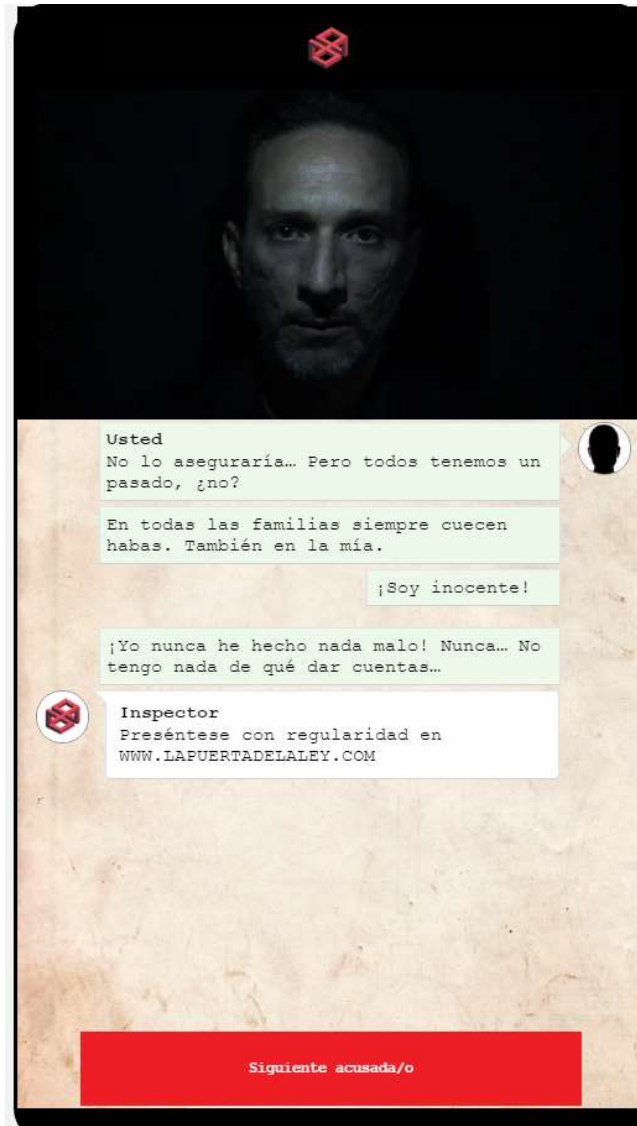 Usted
No lo aseguraría… Pero todos tenemos un
pasado, ¿no?
En todas las familias siempre cuecen
habas. También en la mía.
¡Soy inocente!
¡Yo nunca he hecho nada malo! Nunca… No
tengo nada de qué dar cuentas…
Inspector
Preséntese con regularidad en
WWW.LAPUERTADELALEY.COM
Siguiente acusada/o